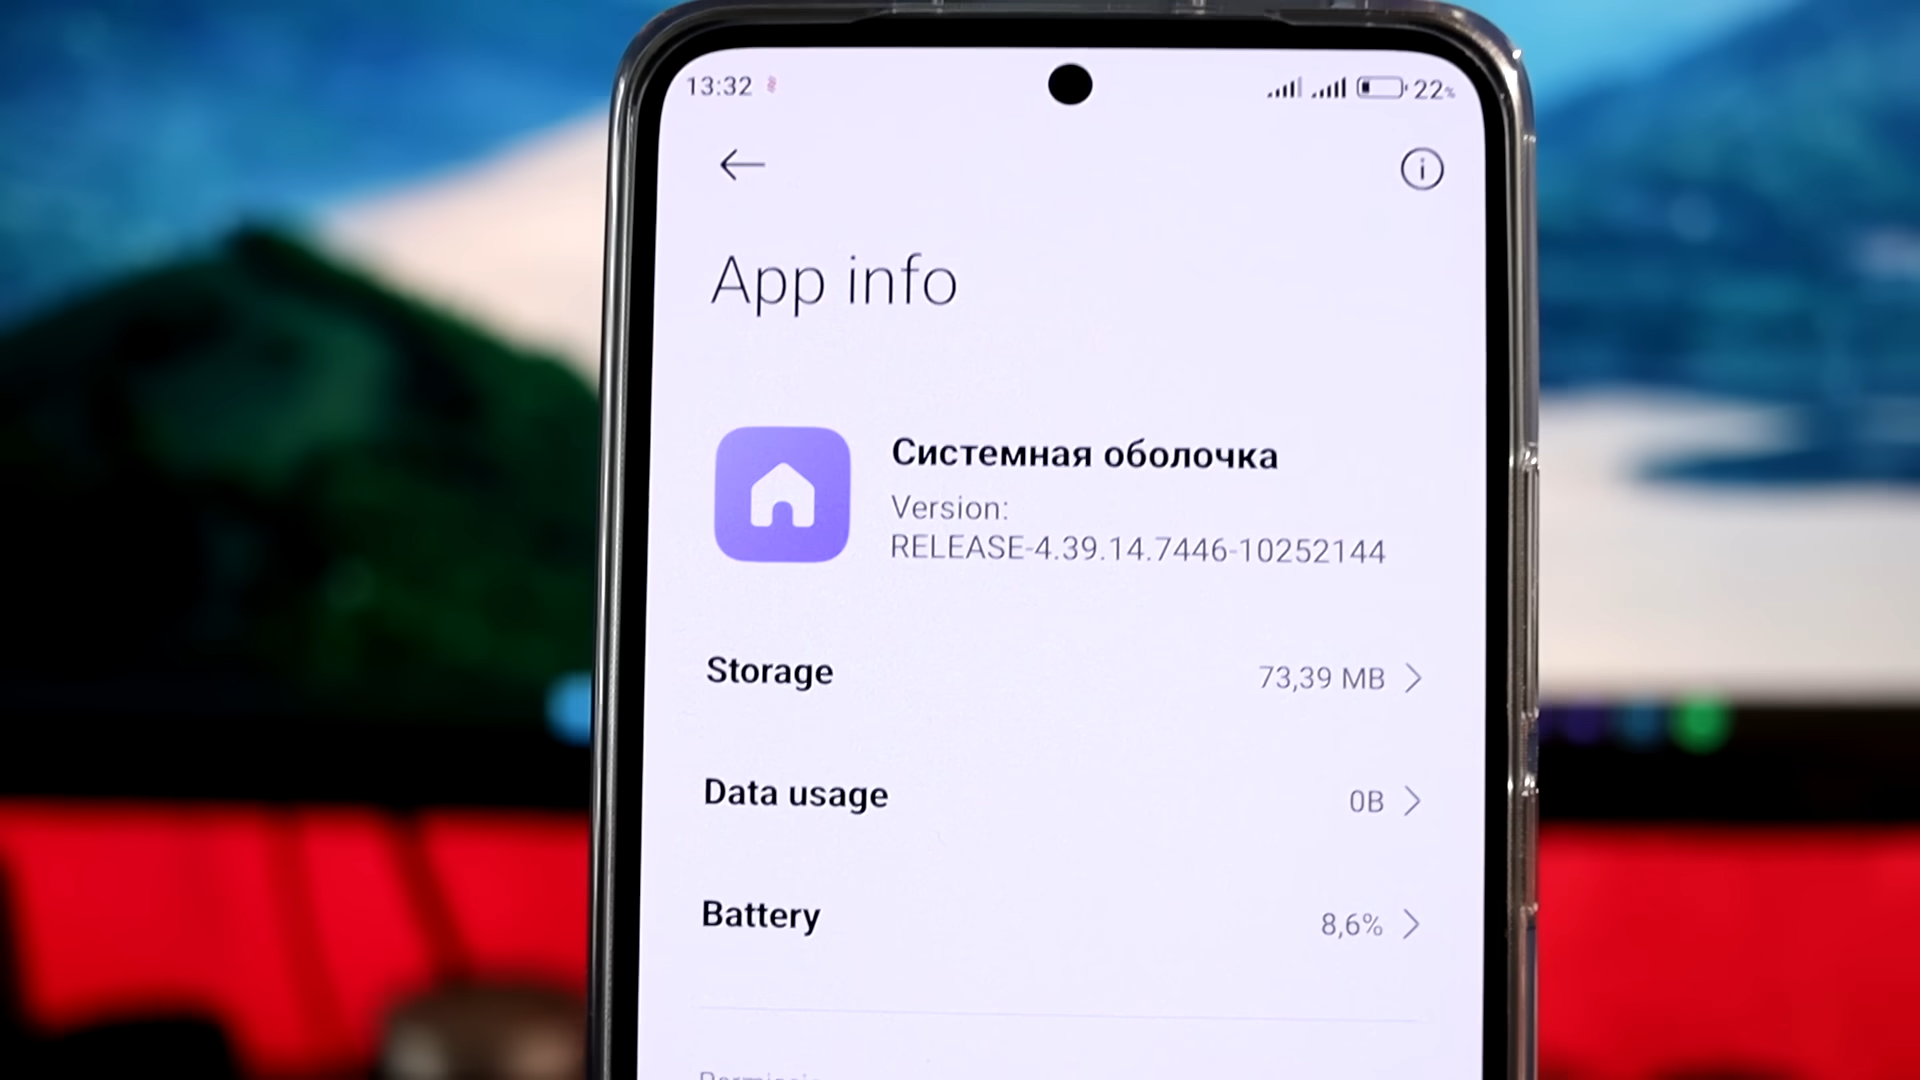 13:32
22%
App info
Системная оболочка
Version:
RELEASE-4.39.14.7446-10252144
Storage 73,39 MB
Data usage 0B
Battery 8,6%